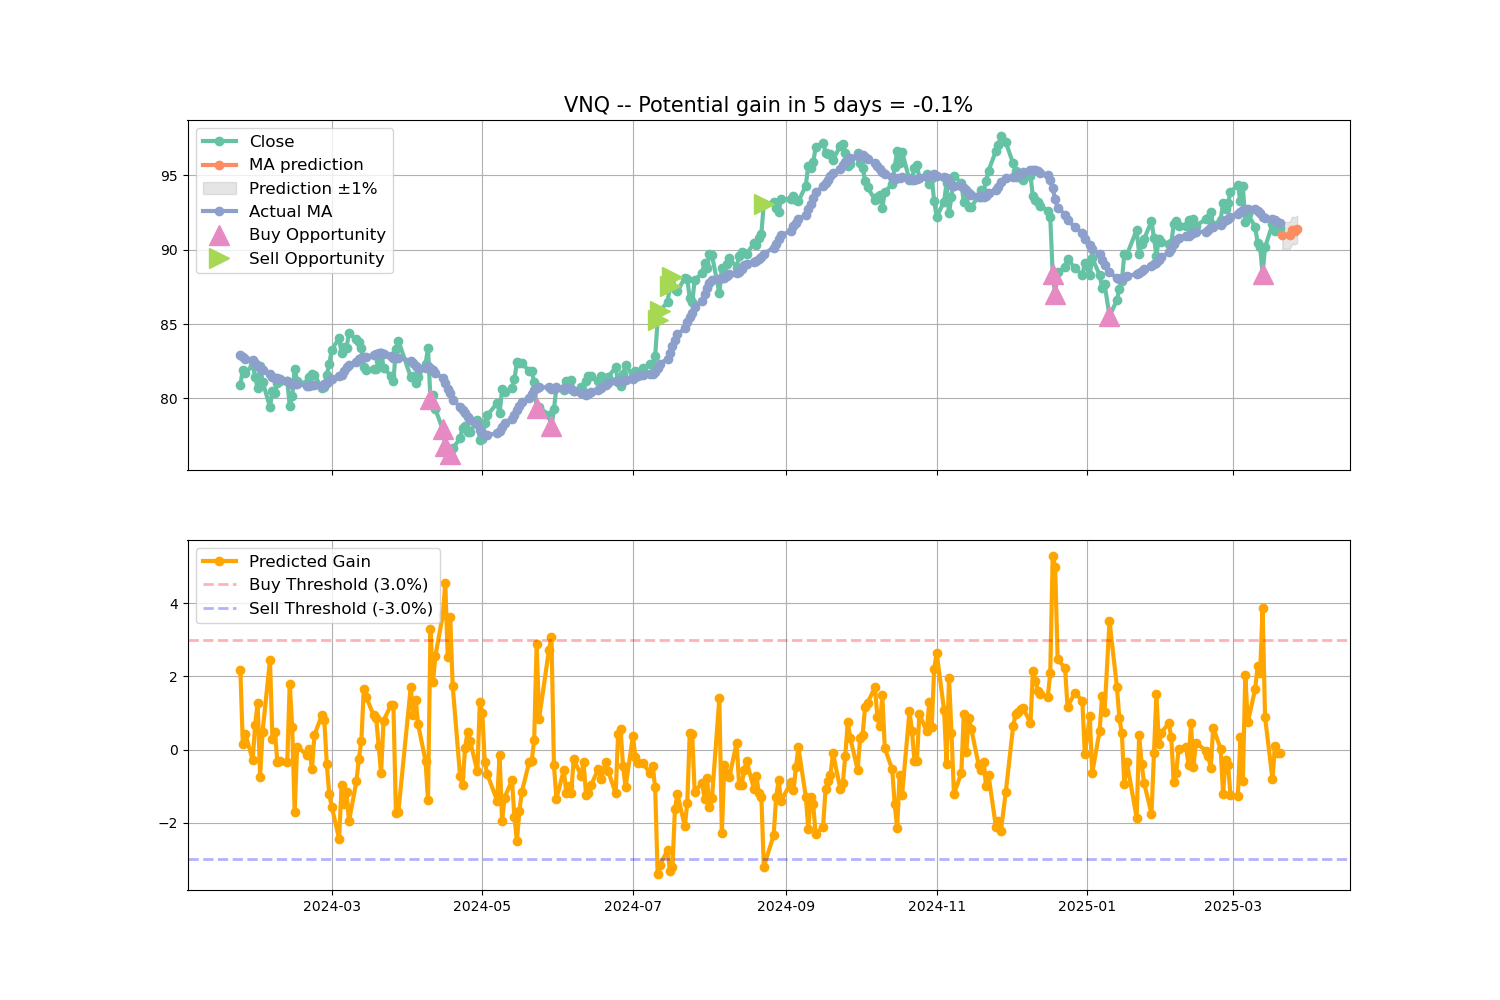 VNQ -- Potential gain in 5 days = -0.1%
Close
MA prediction
Prediction ±1%
Actual MA
Buy Opportunity
Sell Opportunity
95
90
85
80
Predicted Gain
Buy Threshold (3.0%)
Sell Threshold (-3.0%)
4
2
0
−2
2024-03 2024-05 2024-07 2024-09 2024-11 2025-01 2025-03